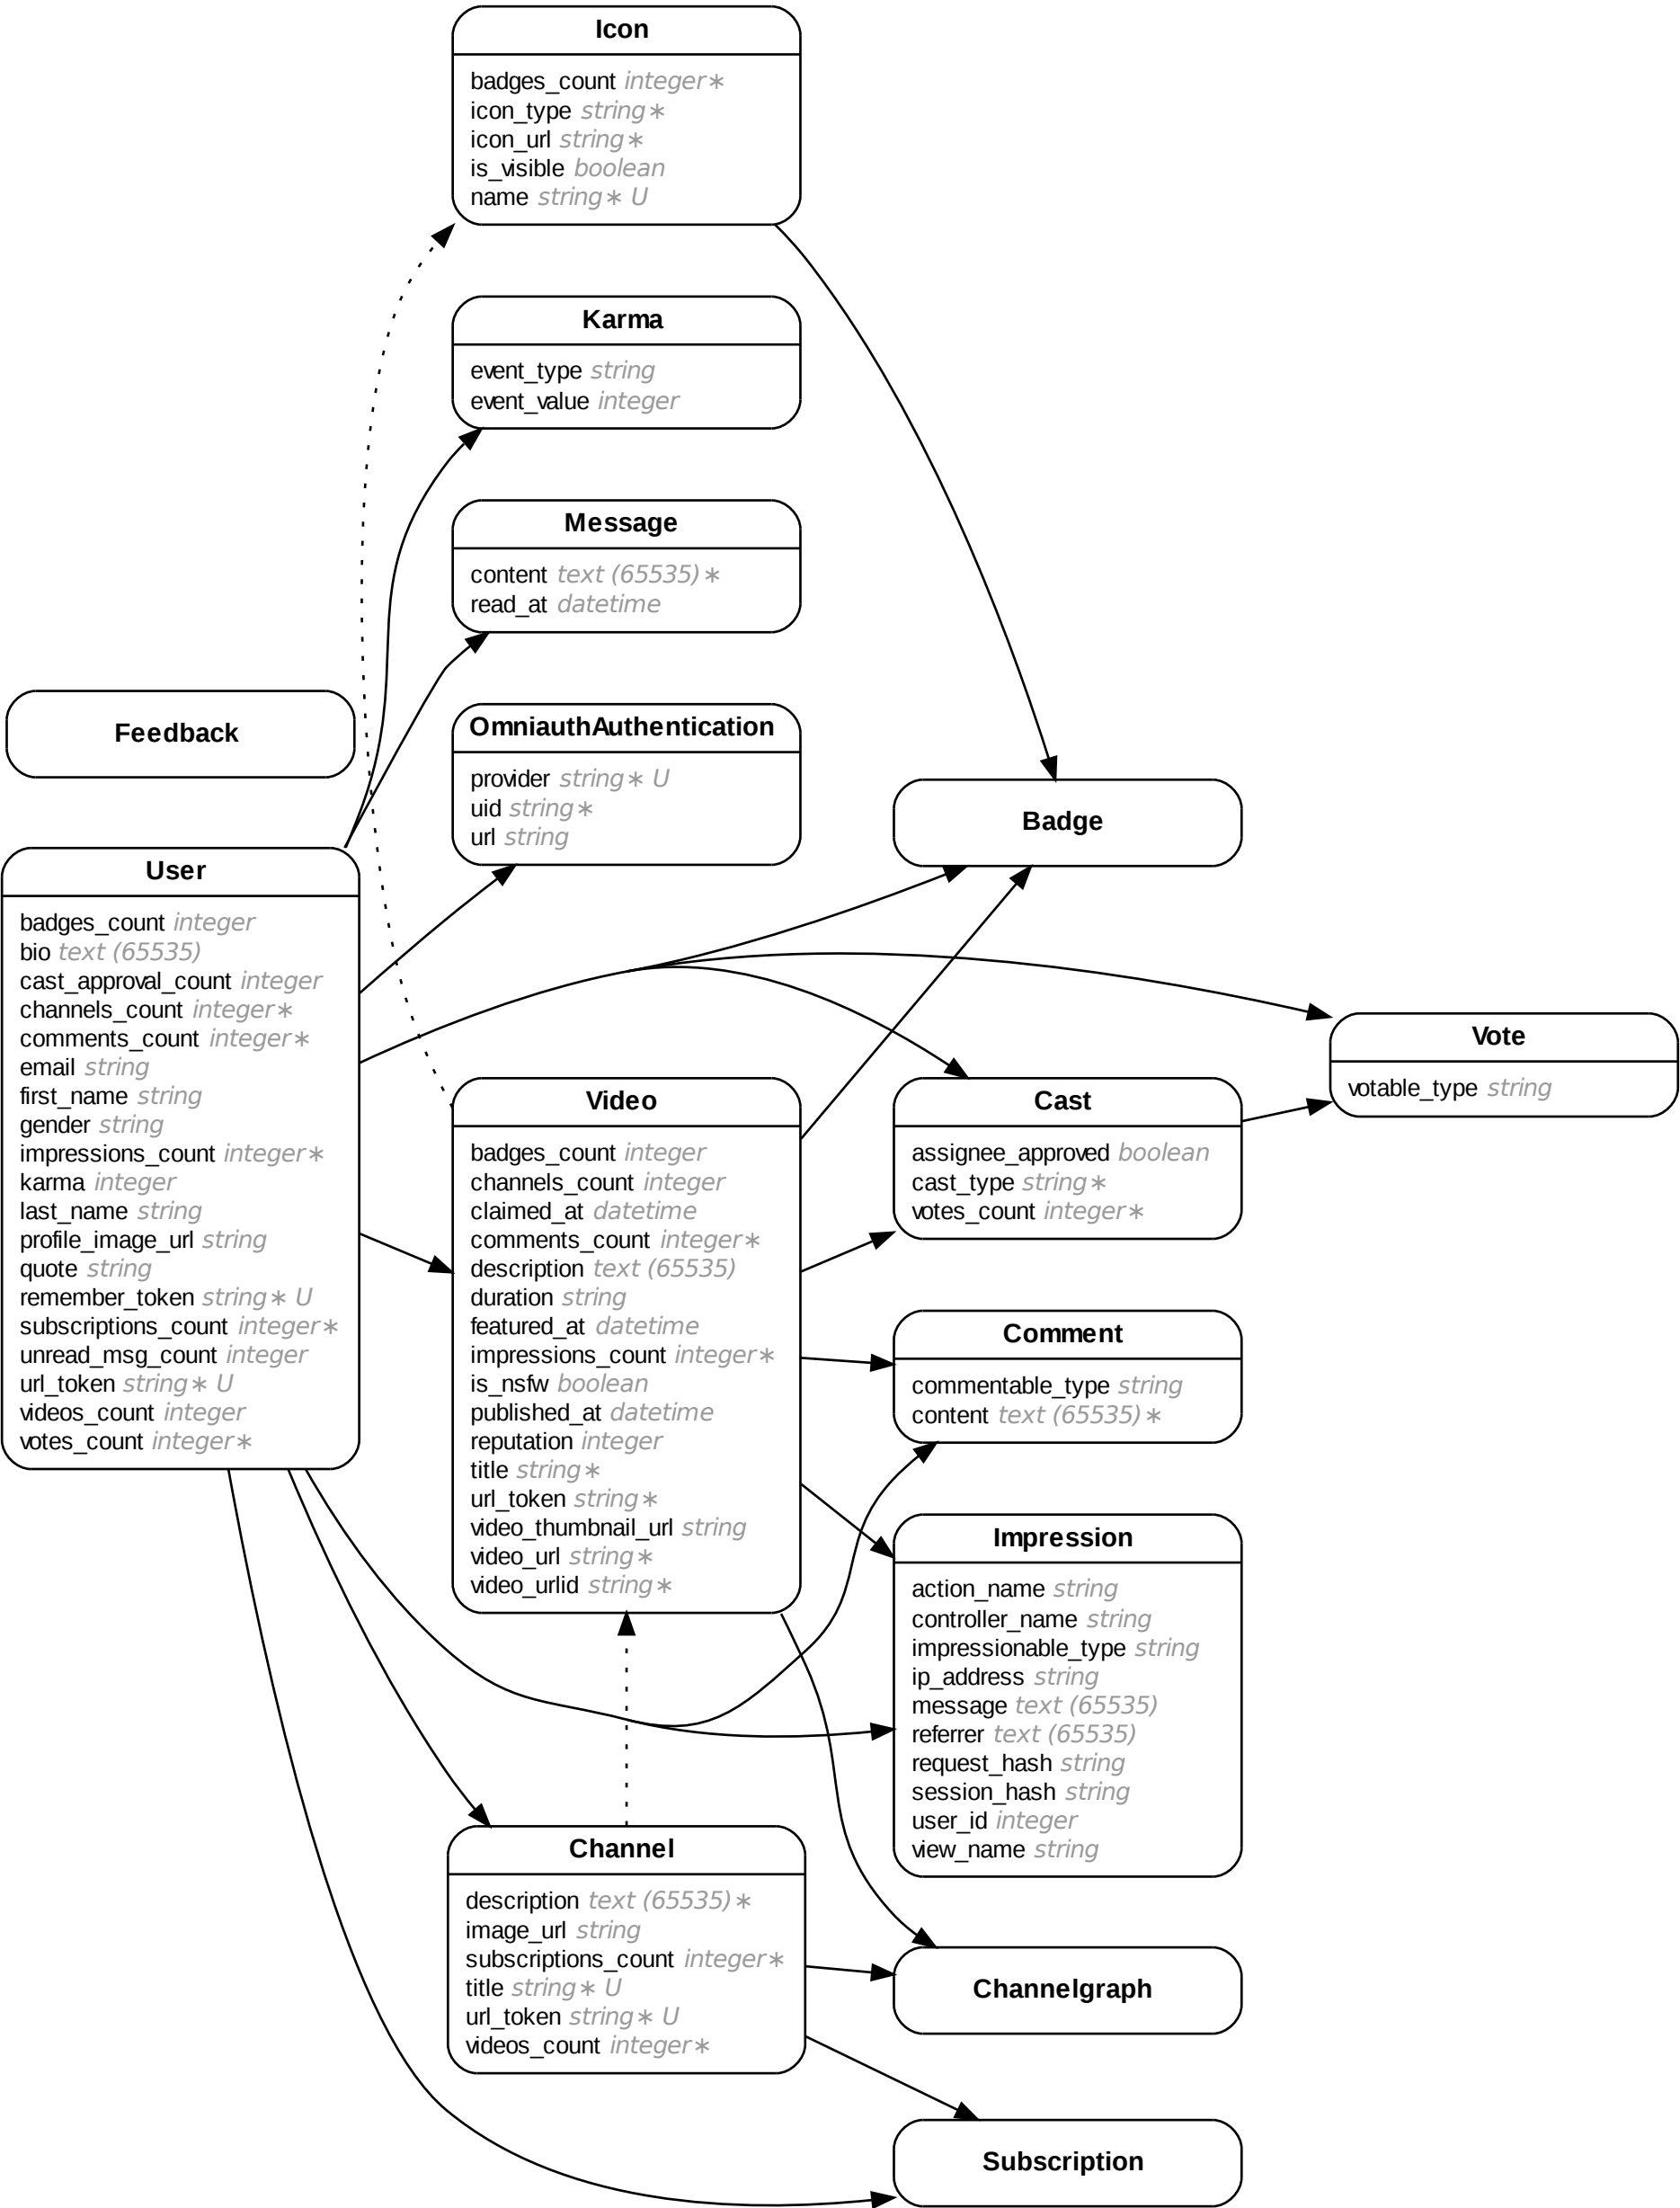 Icon
badges_count integer∗
icon_type string∗
icon_url string∗
is_visible boolean
name string∗ U
Karma
event_type string
event_value integer
Message
content text (65535)∗
read_at datetime
Feedback
OmniauthAuthentication
provider string∗ U
uid string∗
url string
Badge
User
badges_count integer
bio text (65535)
cast_approval_count integer
channels_count integer∗
comments_count integer∗
email string
first_name string
gender string
impressions_count integer∗
karma integer
last_name string
profile_image_url string
quote string
remember_token string∗ U
subscriptions_count integer∗
unread_msg_count integer
url_token string∗ U
videos_count integer
votes_count integer∗
Vote
votable_type string
Video
badges_count integer
channels_count integer
claimed_at datetime
comments_count integer∗
description text (65535)
duration string
featured_at datetime
impressions_count integer∗
is_nsfw boolean
published_at datetime
reputation integer
title string∗
url_token string∗
video_thumbnail_url string
video_url string∗
video_urlid string∗
Cast
assignee_approved boolean
cast_type string∗
votes_count integer∗
Comment
commentable_type string
content text (65535)∗
Impression
action_name string
controller_name string
impressionable_type string
ip_address string
message text (65535)
referrer text (65535)
request_hash string
session_hash string
user_id integer
view_name string
Channel
description text (65535)∗
image_url string
subscriptions_count integer∗
title string∗ U
url_token string∗ U
videos_count integer∗
Channelgraph
Subscription